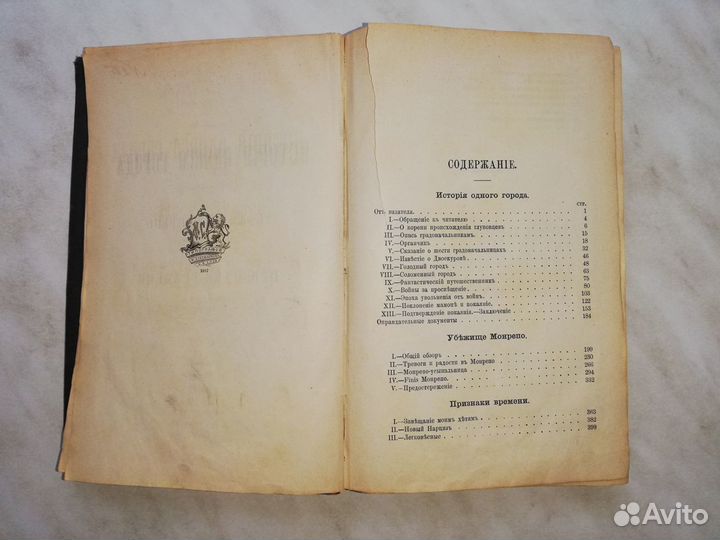 СОДЕРЖАНІЕ.
Исторія одного города.
СТР.
Отъ издателя. 1
I.—Обращеніе къ читателю 4
II.—О корени происхожденія глуповцевъ 6
III.—Опись градоначальникамъ 15
IV.—Органчикъ 18
V.—Сказаніе о шести градоначальницахъ 32
VI.—Извѣстіе о Двоекуровѣ 46
VII.—Голодный городъ 48
VIII.—Соломенный городъ 63
IX.—Фантастическій путешественникъ 75
X.—Войны за просвѣщеніе 80
XI.—Эпоха увольненія отъ войнъ 103
XII.—Поклоненіе мамонѣ и покаяніе 122
XIII.—Подтвержденіе покаянія.—Заключеніе 153
Оправдательные документы 184
Убѣжище Монрепо.
I.—Общій обзоръ 199
II.—Тревоги и радости въ Монрепо 230
III.—Монрепо-усыпальница 266
IV.—Finis Монрепо 294
V.—Предостереженіе 332
Признаки времени.
I.—Завѣщаніе моимъ дѣтямъ 363
II.—Новый Нарцизъ 382
III.—Легковѣсные 399
Avito